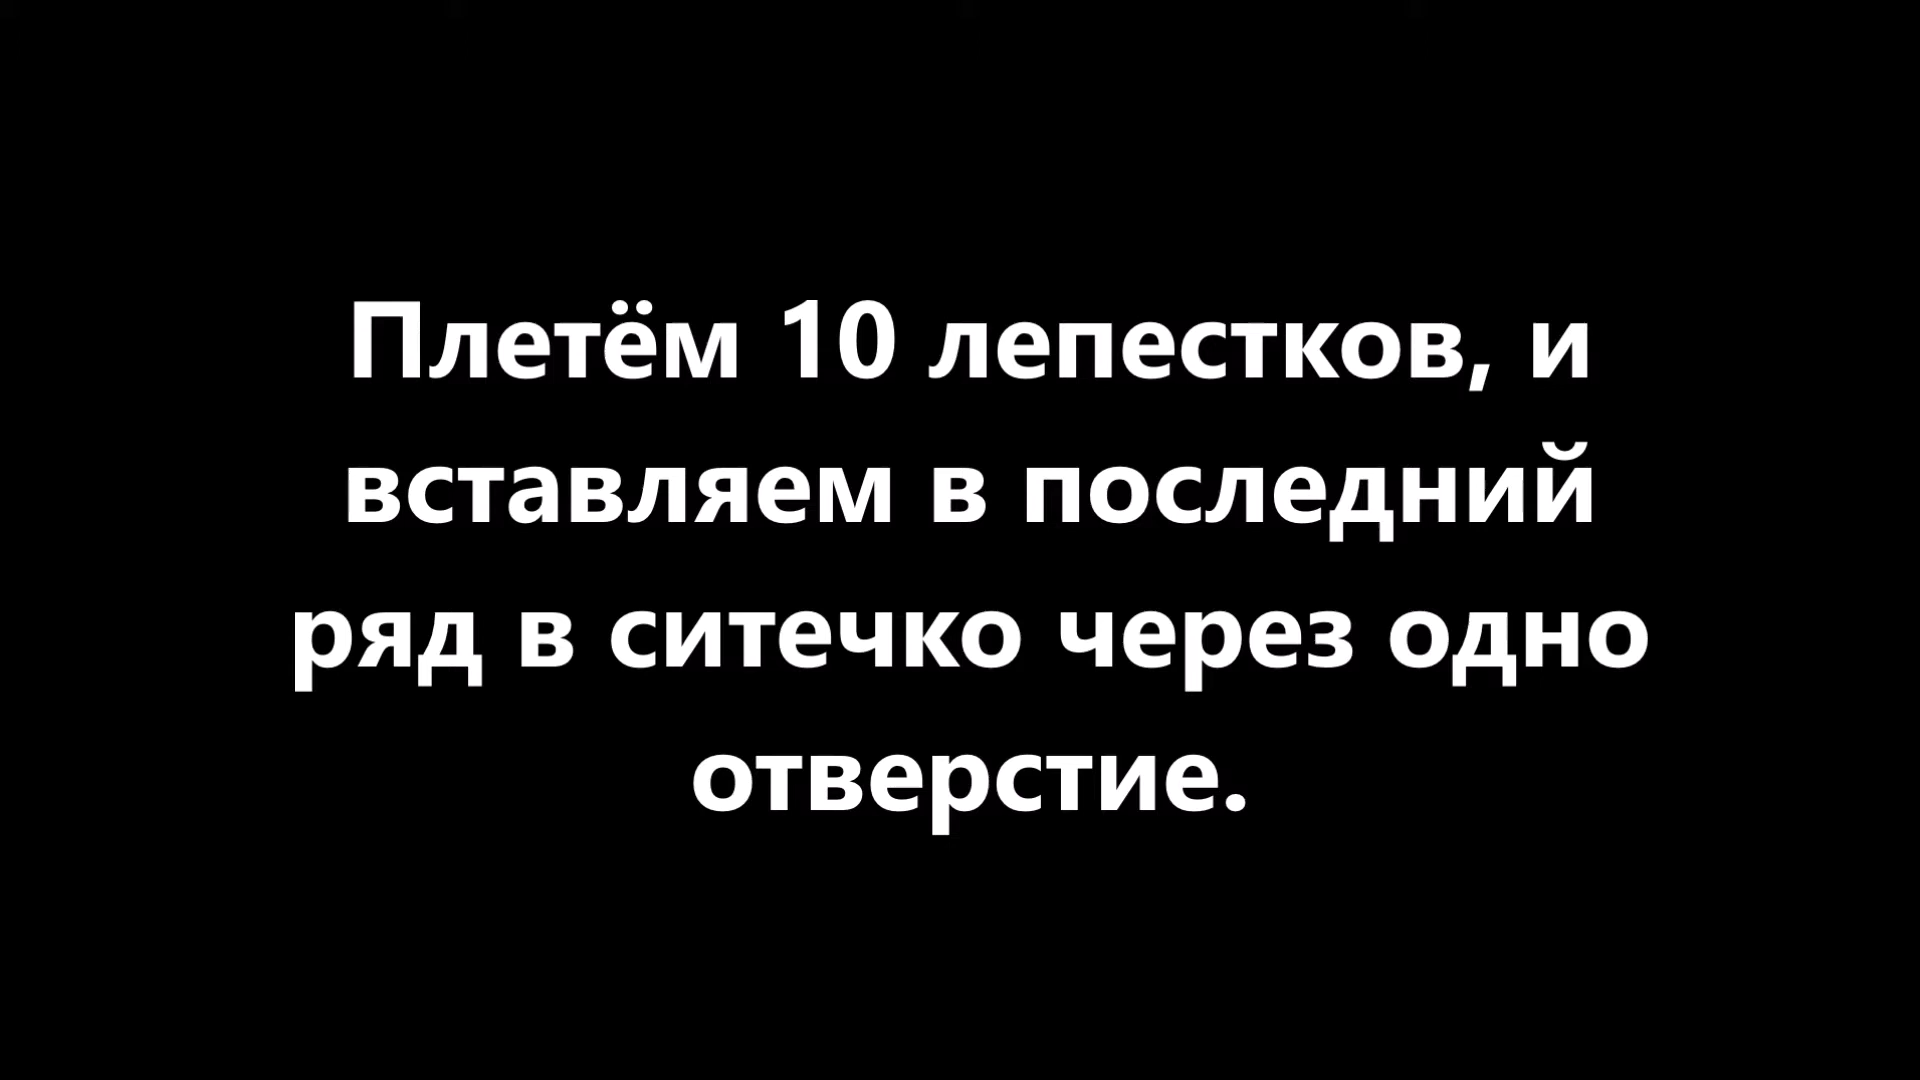 Плетём 10 лепестков, и
вставляем в последний
ряд в ситечко через одно
отверстие.